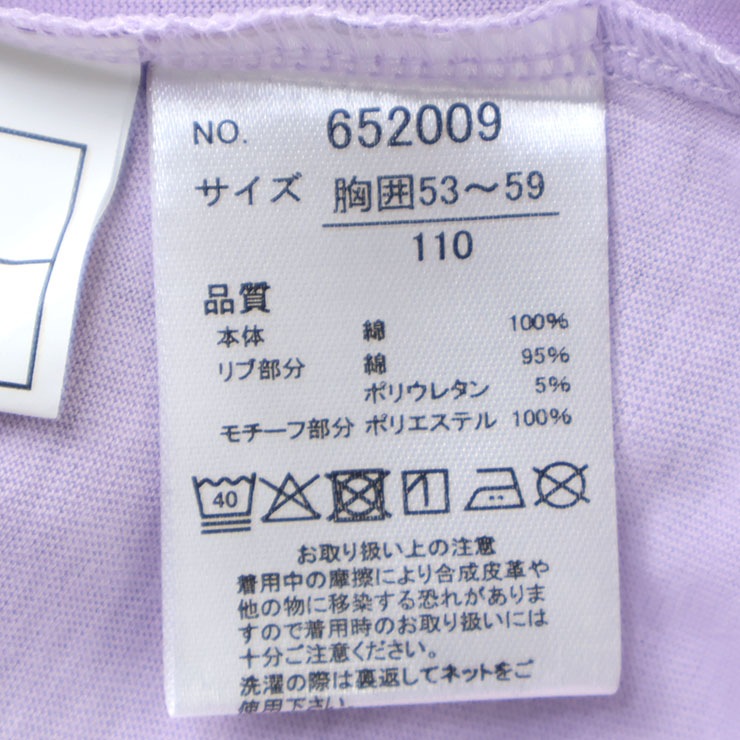 NO. 652009
サイズ 胸囲53～59
110
品質
本体 綿 100%
リブ部分 綿 95%
ポリウレタン 5%
モチーフ部分 ポリエステル 100%
40
お取り扱い上の注意
着用中の摩擦により合成皮革や
他の物に移染する恐れがありま
すので着用時のお取り扱いには
十分ご注意ください。
洗濯の際は裏返してネットをご
使用下さい